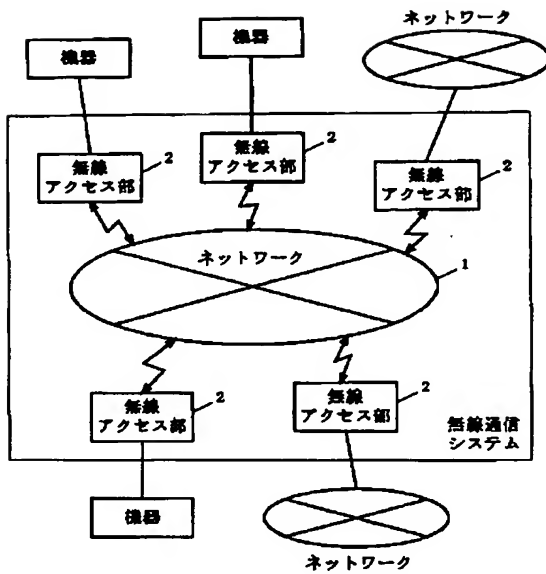 ネットワーク
機器
機器
無線
アクセス部
2
無線
アクセス部
2
無線
アクセス部
2
ネットワーク
1
無線
アクセス部
2
無線
アクセス部
2
無線通信
システム
機器
ネットワーク